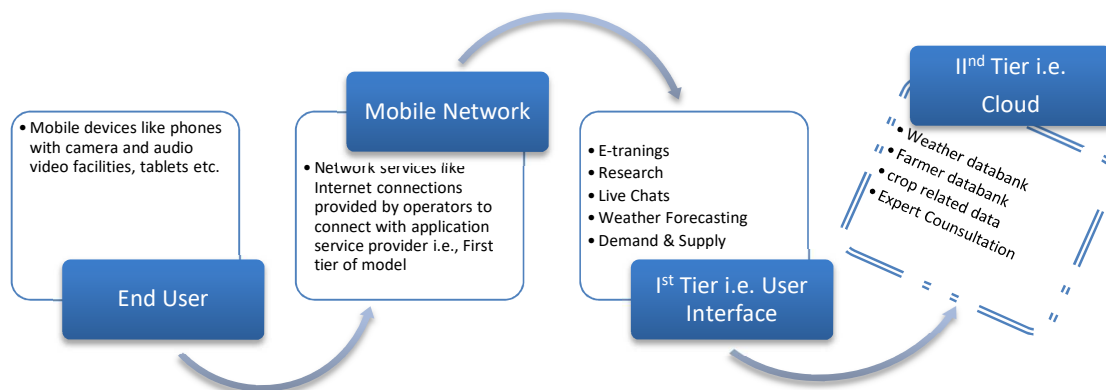 • Mobile devices like phones
with camera and audio
video facilities, tablets etc.
End User
Mobile Network
• Network services like
Internet connections
provided by operators to
connect with application
service provider i.e., First
tier of model
• E-tranings
• Research
• Live Chats
• Weather Forecasting
• Demand & Supply
Ist Tier i.e. User
Interface
IInd Tier i.e.
Cloud
• Weather databank
• Farmer databank
• crop related data
• Expert Counsultation